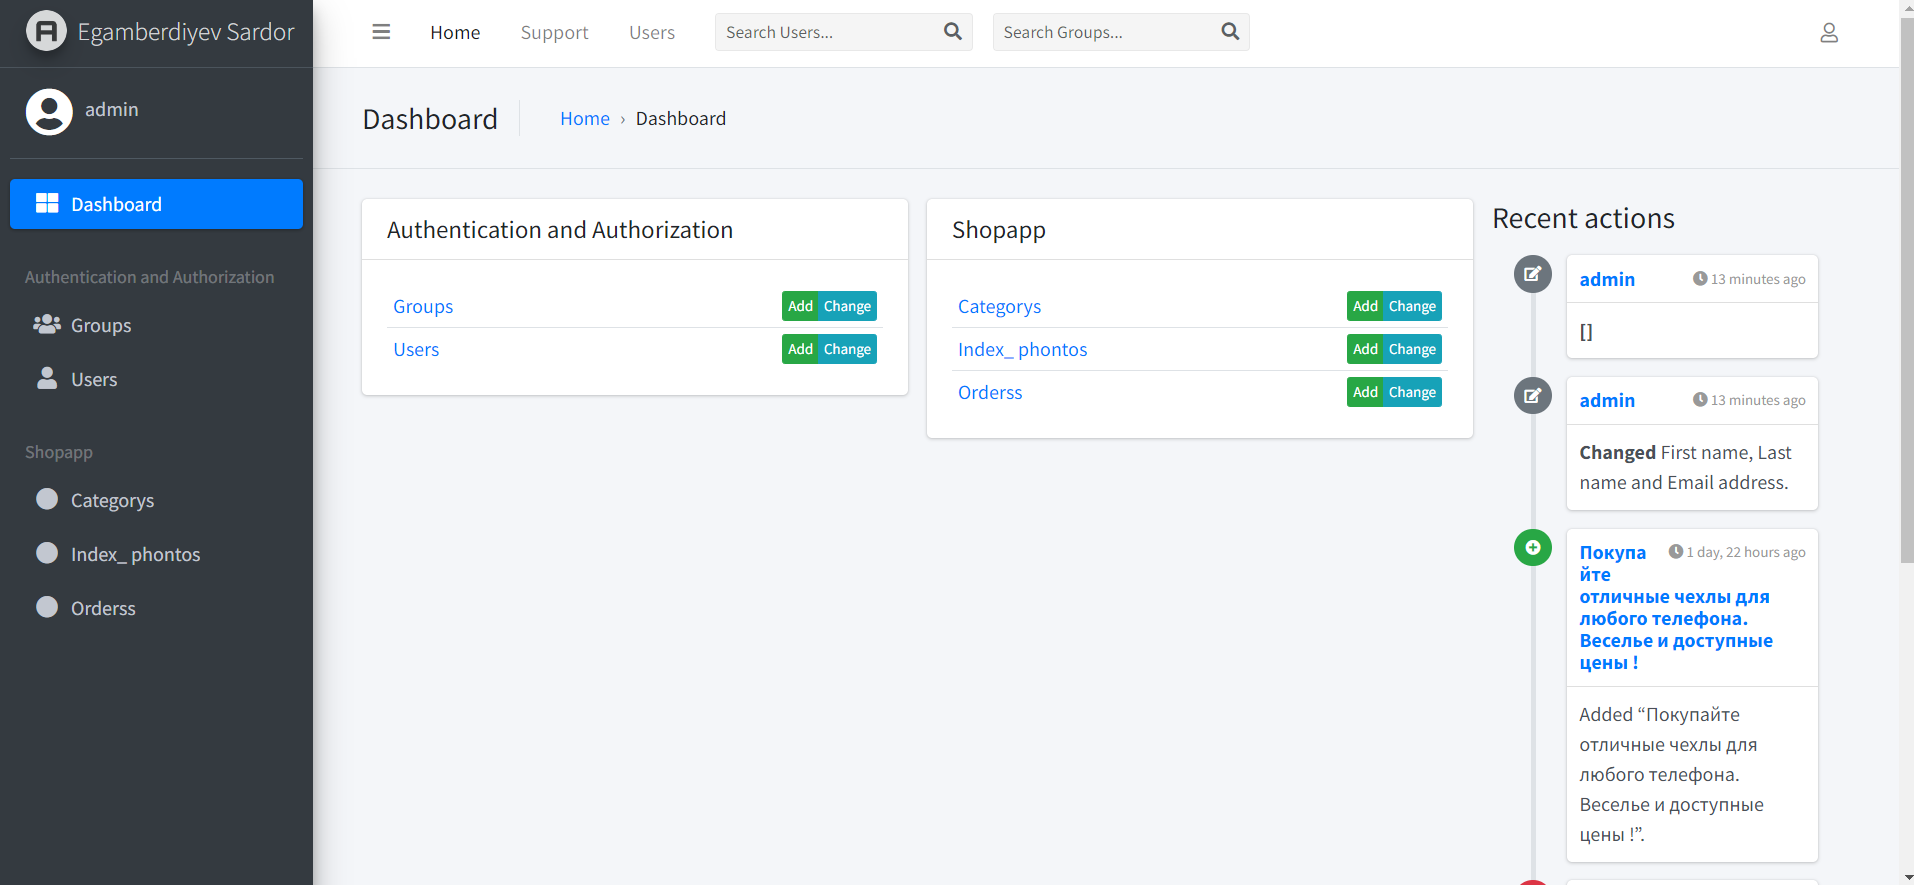 Egamberdiyev Sardor
admin
Dashboard
Authentication and Authorization
Groups
Users
Shopapp
Categorys
Index_ phontos
Orderss
Home
Support
Users
Search Users...
Search Groups...
Dashboard
Home › Dashboard
Authentication and Authorization
Groups Add Change
Users Add Change
Shopapp
Categorys Add Change
Index_ phontos Add Change
Orderss Add Change
Recent actions
admin 13 minutes ago
[]
admin 13 minutes ago
Changed First name, Last
name and Email address.
Покупа 1 day, 22 hours ago
йте
отличные чехлы для
любого телефона.
Веселье и доступные
цены !
Added “Покупайте
отличные чехлы для
любого телефона.
Веселье и доступные
цены !”.